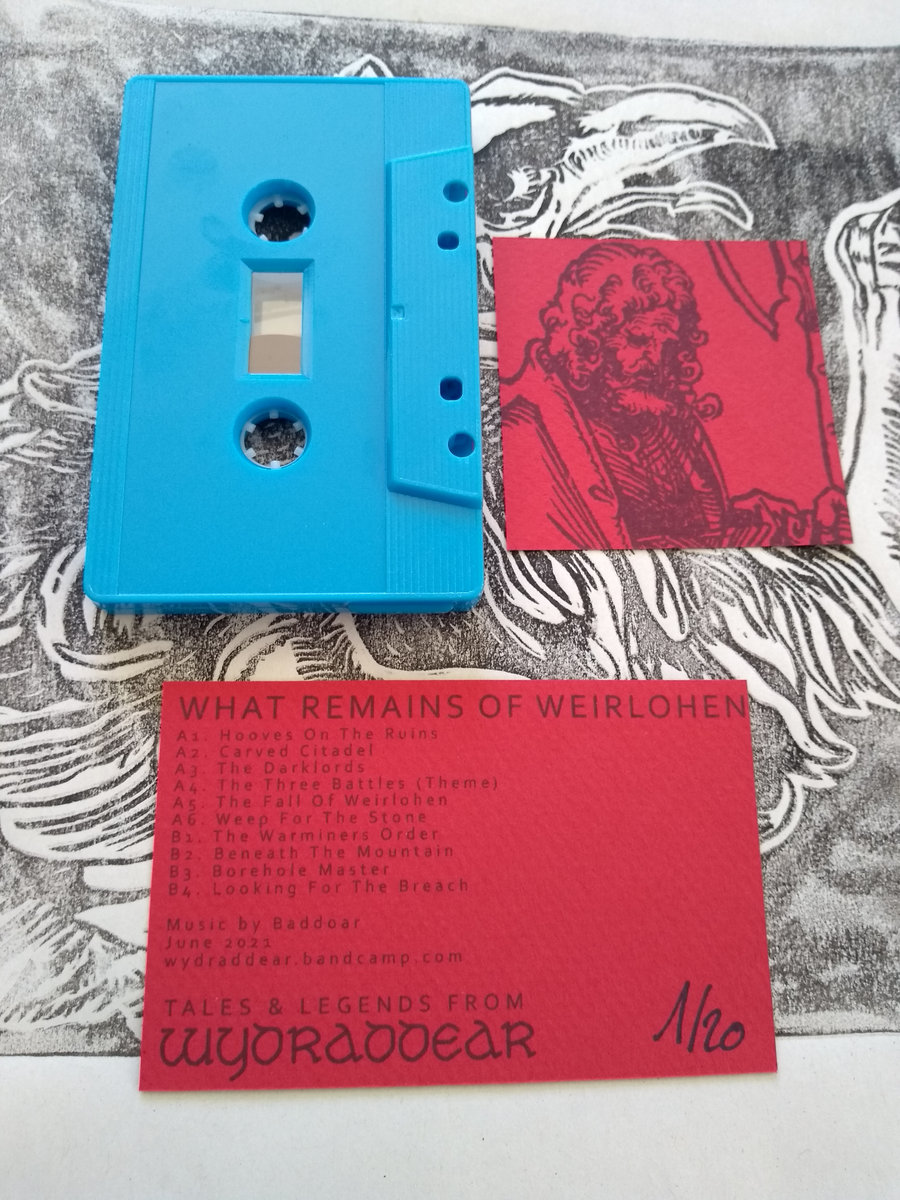 WHAT REMAINS OF WEIRLOHEN
A1. Hooves On The Ruins
A2. Carved Citadel
A3. The Darklords
A4. The Three Battles (Theme)
A5. The Fall Of Weirlohen
A6. Weep For The Stone
B1. The Warminers Order
B2. Beneath The Mountain
B3. Borehole Master
B4. Looking For The Breach
Music by Baddoar
June 2021
wydraddear.bandcamp.com
TALES & LEGENDS FROM
WYDRADDEAR
1/20